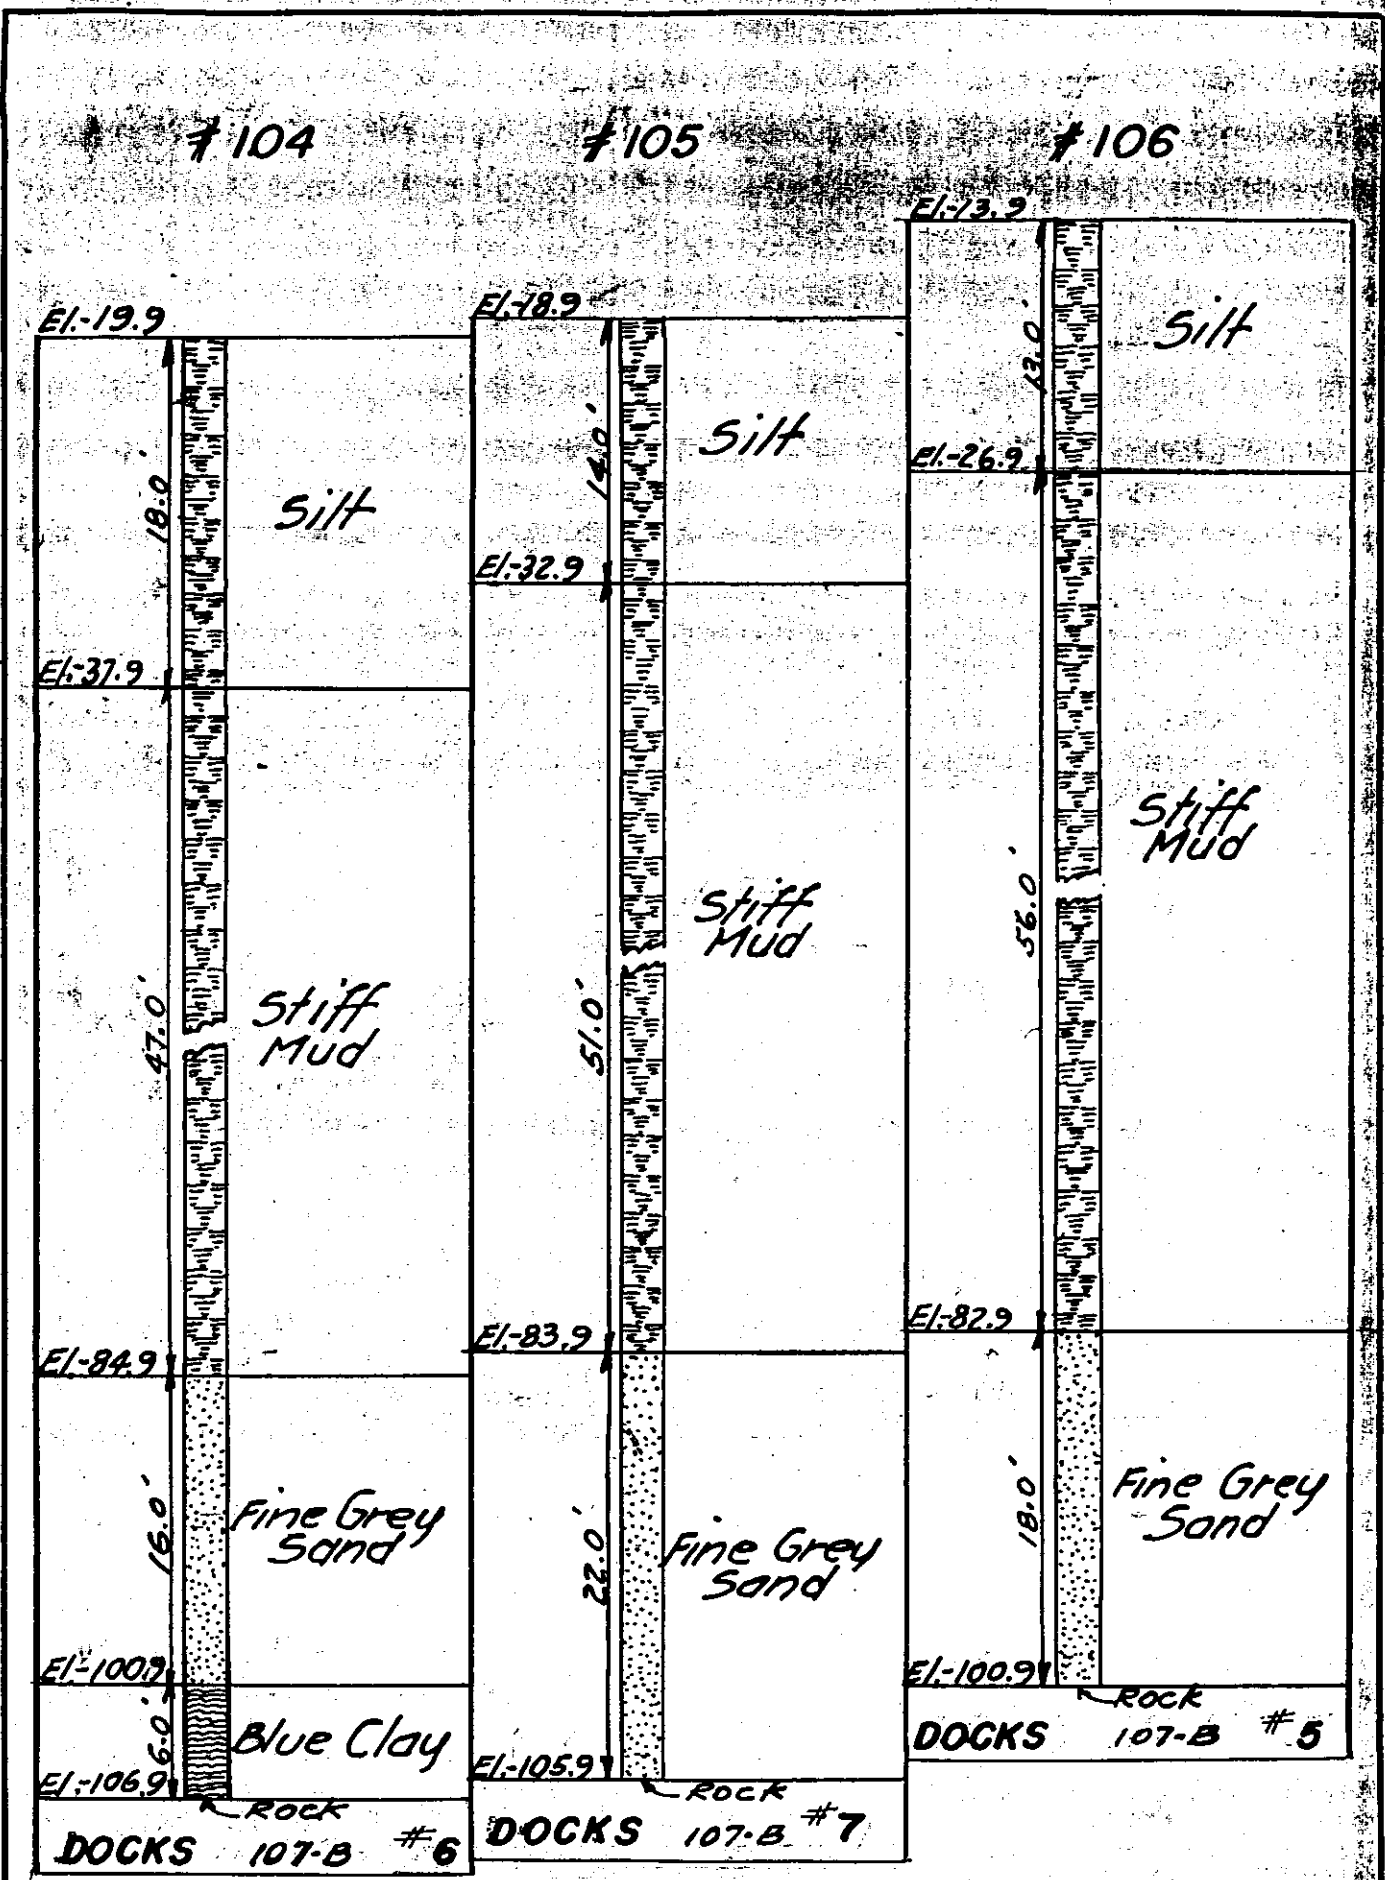 # 104
El.-19.9
18.0'
Silt
El.-37.9
47.0'
Stiff
Mud
El.-84.9
16.0'
Fine Grey
Sand
El.-100.9
6.0'
Blue Clay
El.-106.9
Rock
DOCKS 107-B #6
# 105
El.-18.9
14.0'
Silt
El.-32.9
51.0'
Stiff
Mud
El.-83.9
22.0'
Fine Grey
Sand
El.-105.9
Rock
DOCKS 107-B #7
# 106
El.-13.9
13.0'
Silt
El.-26.9
56.0'
Stiff
Mud
El.-82.9
18.0'
Fine Grey
Sand
El.-100.9
Rock
DOCKS 107-B #5